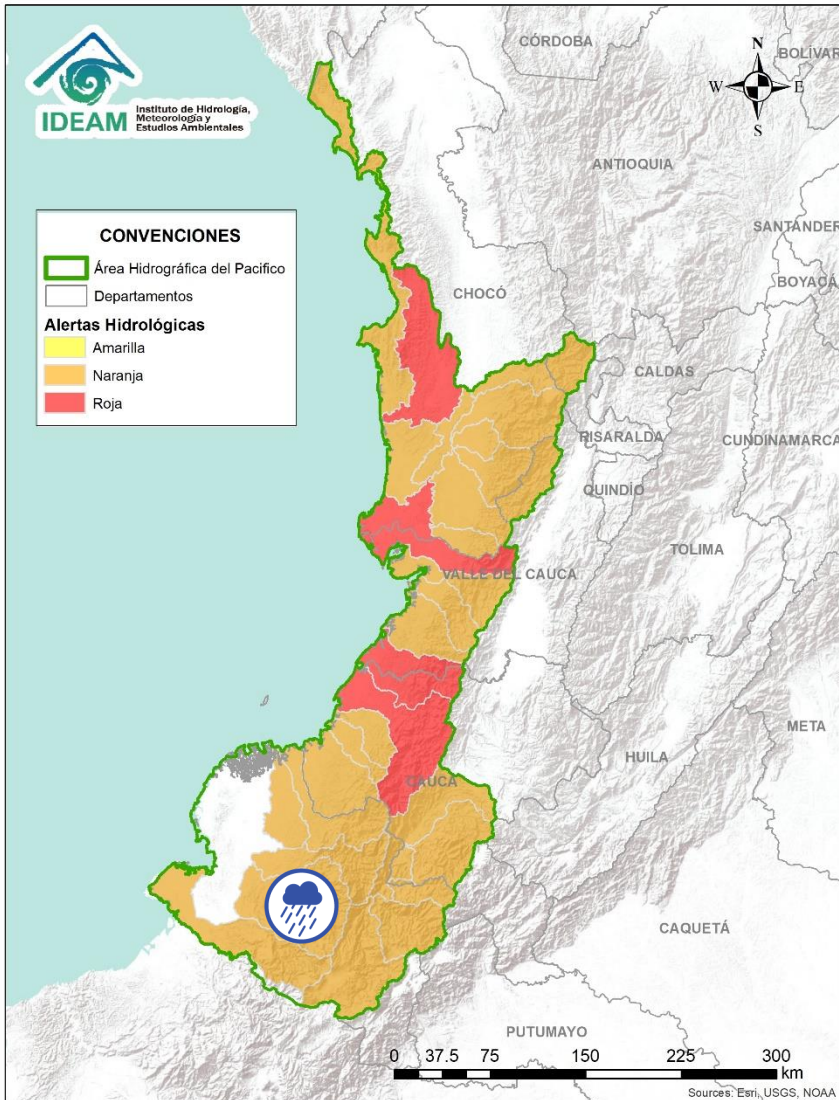 IDEAM
Instituto de Hidrología,
Meteorología y
Estudios Ambientales
CÓRDOBA
BOLÍVAR
N
W
E
S
ANTIOQUIA
SANTANDER
BOYACÁ
CONVENCIONES
Área Hidrográfica del Pacifico
Departamentos
Alertas Hidrológicas
Amarilla
Naranja
Roja
CHOCÓ
CALDAS
RISARALDA
CUNDINAMARCA
QUINDÍO
TOLIMA
VALLE DEL CAUCA
META
HUILA
CAUCA
CAQUETÁ
PUTUMAYO
0 37.5 75 150 225 300
km
Sources: Esri, USGS, NOAA